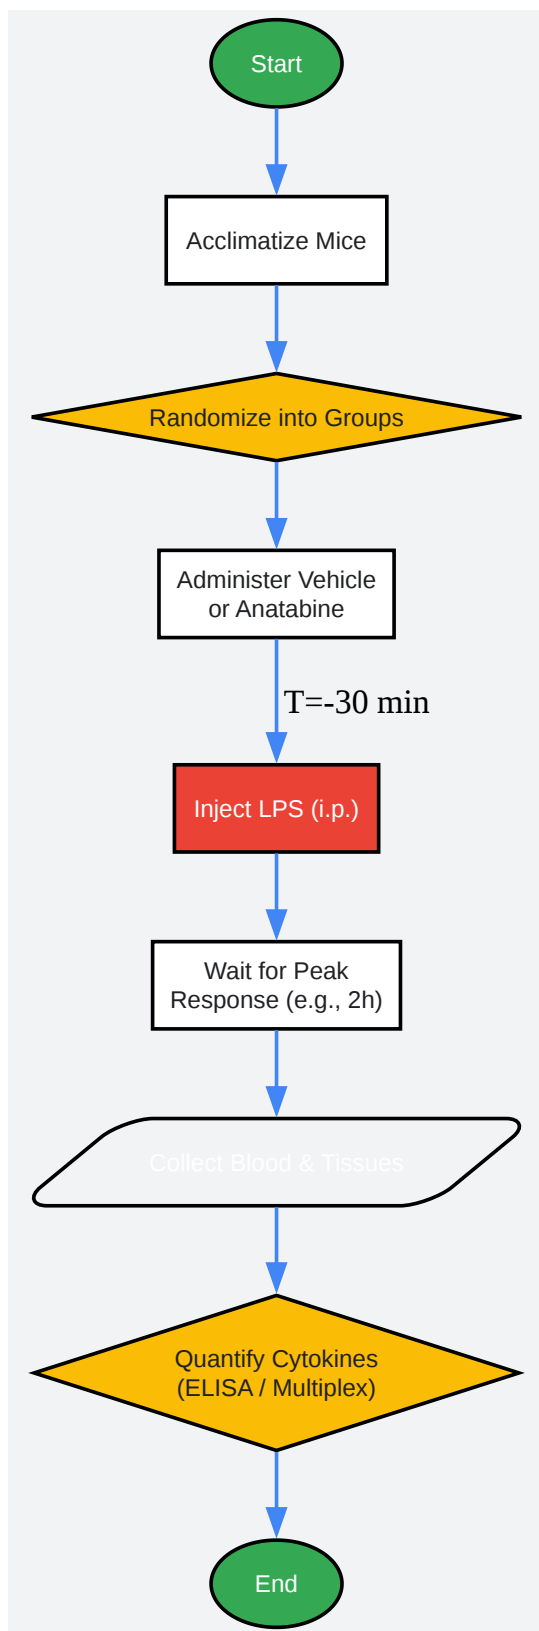 Start
Acclimatize Mice
Randomize into Groups
Administer Vehicle
or Anatabine
T=-30 min
Inject LPS (i.p.)
Wait for Peak
Response (e.g., 2h)
Collect Blood & Tissues
Quantify Cytokines
(ELISA / Multiplex)
End